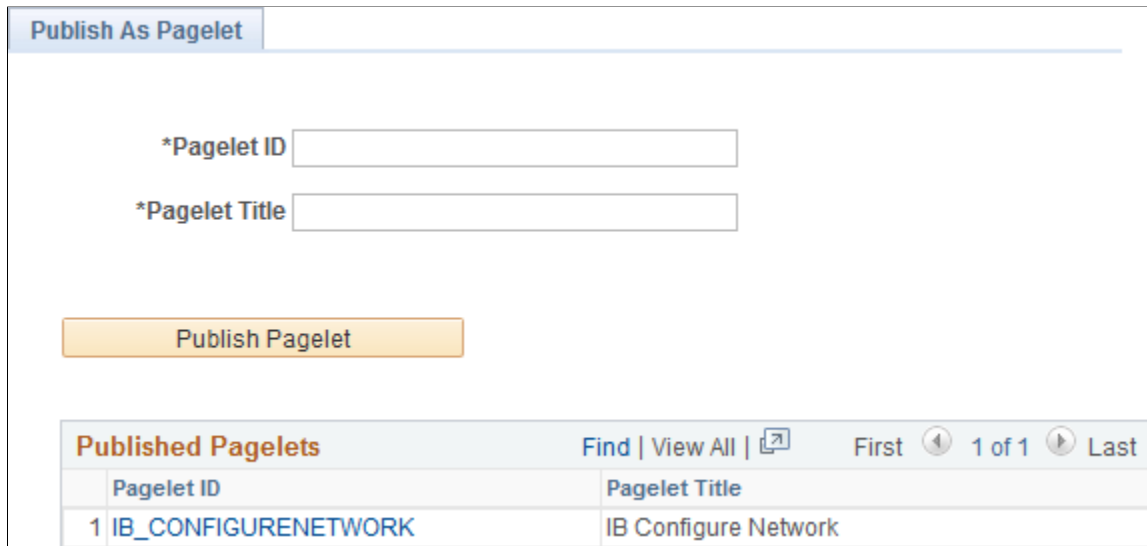 Publish As Pagelet
*Pagelet ID
*Pagelet Title
Publish Pagelet
Published Pagelets Find | View All | First 1 of 1 Last
Pagelet ID Pagelet Title
1 IB_CONFIGURENETWORK IB Configure Network